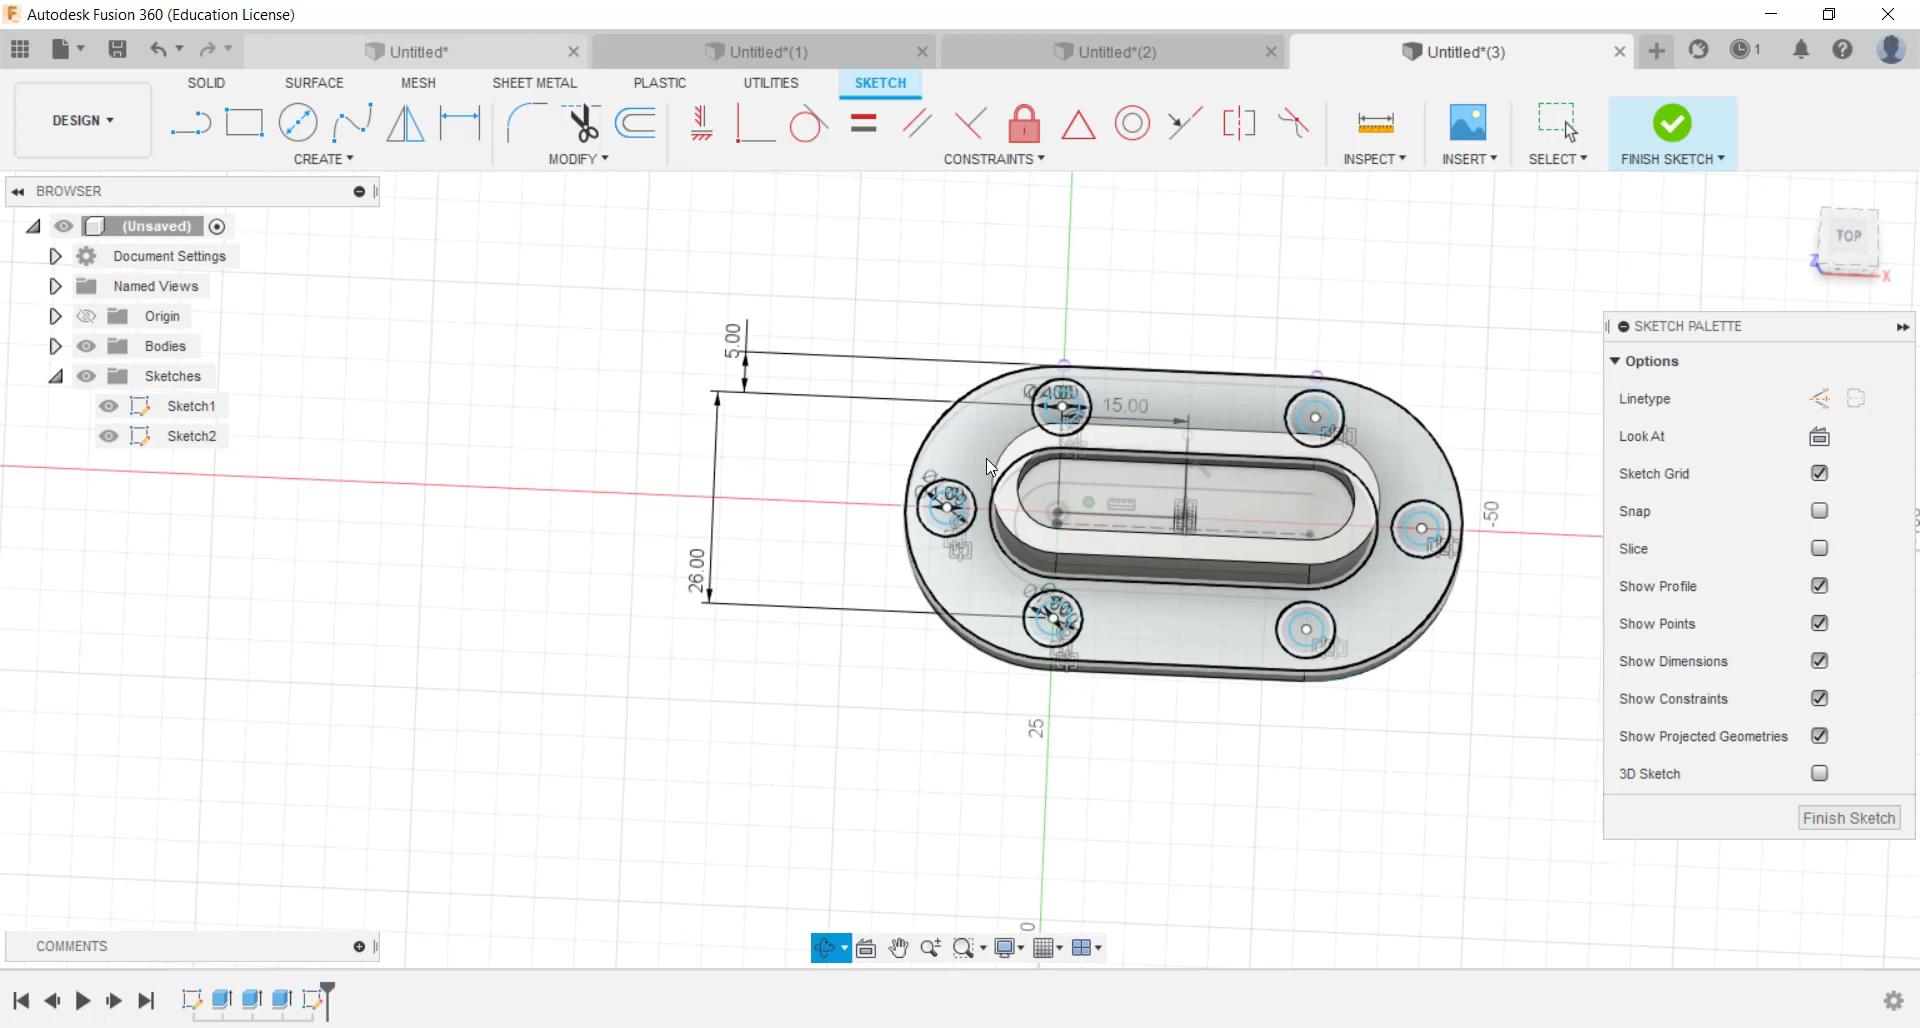 Autodesk Fusion 360 (Education License)
Untitled*
Untitled*(1)
Untitled*(2)
Untitled*(3)
1
SOLID
SURFACE
MESH
SHEET METAL
PLASTIC
UTILITIES
SKETCH
DESIGN
CREATE
MODIFY
CONSTRAINTS
INSPECT
INSERT
SELECT
FINISH SKETCH
BROWSER
(Unsaved)
Document Settings
Named Views
Origin
Bodies
Sketches
Sketch1
Sketch2
TOP
Z
X
5.00
15.00
26.00
-50
25
0
SKETCH PALETTE
Options
Linetype
Look At
Sketch Grid
Snap
Slice
Show Profile
Show Points
Show Dimensions
Show Constraints
Show Projected Geometries
3D Sketch
Finish Sketch
COMMENTS